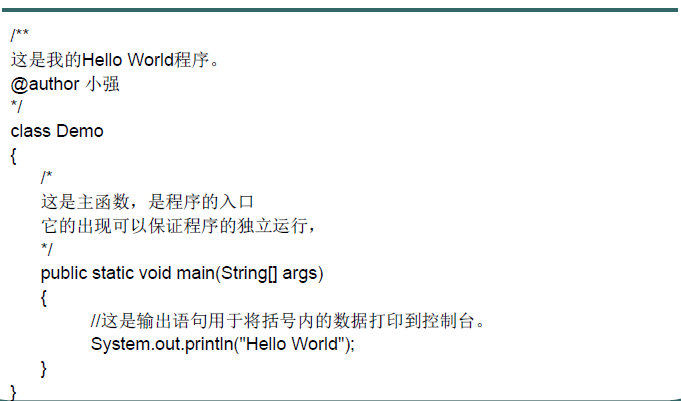 /**
这是我的Hello World程序。
@author 小强
*/
class Demo
{
/*
这是主函数，是程序的入口
它的出现可以保证程序的独立运行，
*/
public static void main(String[] args)
{
//这是输出语句用于将括号内的数据打印到控制台。
System.out.println("Hello World");
}
}